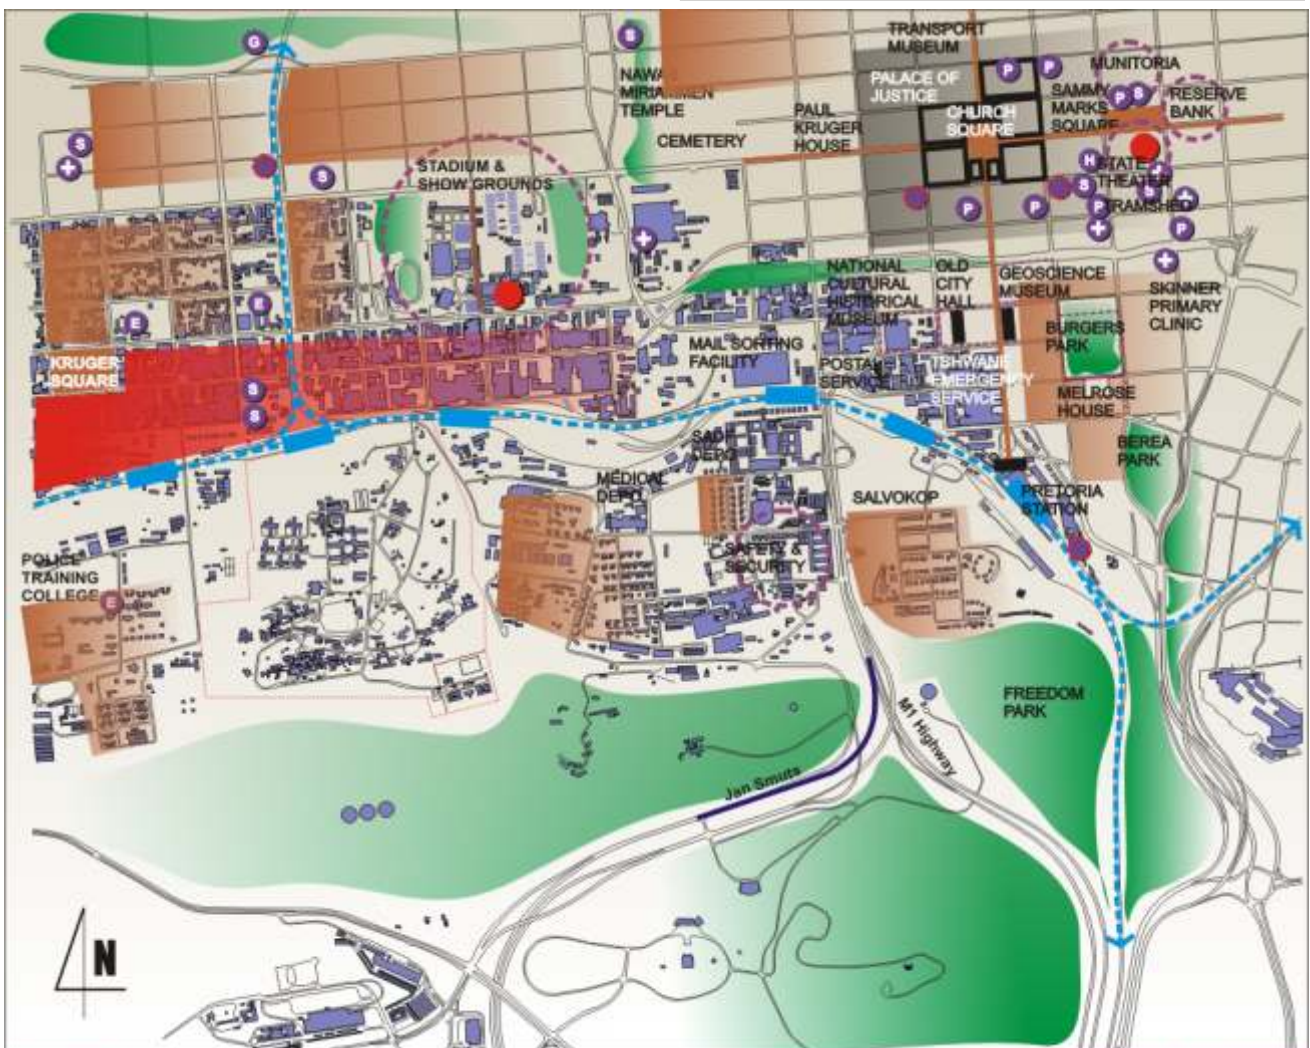 TRANSPORT
MUSEUM
G
S
MUNITORIA
NAWA
MIRIAMMEN
TEMPLE
PALACE OF
JUSTICE
P
P
SAMMY
MARKS
SQUARE
P
S
RESERVE
BANK
PAUL
KRUGER
HOUSE
CHURCH
SQUARE
CEMETERY
S
S
STADIUM &
SHOW GROUNDS
H
STATE
THEATER
S
S
P
P
P
TRAMSHED
P
NATIONAL
CULTURAL
HISTORICAL
MUSEUM
OLD
CITY
HALL
GEOSCIENCE
MUSEUM
SKINNER
PRIMARY
CLINIC
E
E
BURGERS
PARK
KRUGER
SQUARE
MAIL SORTING
FACILITY
POSTAL
SERVICE
TSHWANE
EMERGENCY
SERVICE
S
S
MELROSE
HOUSE
SADF
DEPO
BEREA
PARK
MEDICAL
DEPO
SALVOKOP
PRETORIA
STATION
SAFETY &
SECURITY
POLICE
TRAINING
COLLEGE
E
FREEDOM
PARK
M1 Highway
Jan Smuts
N